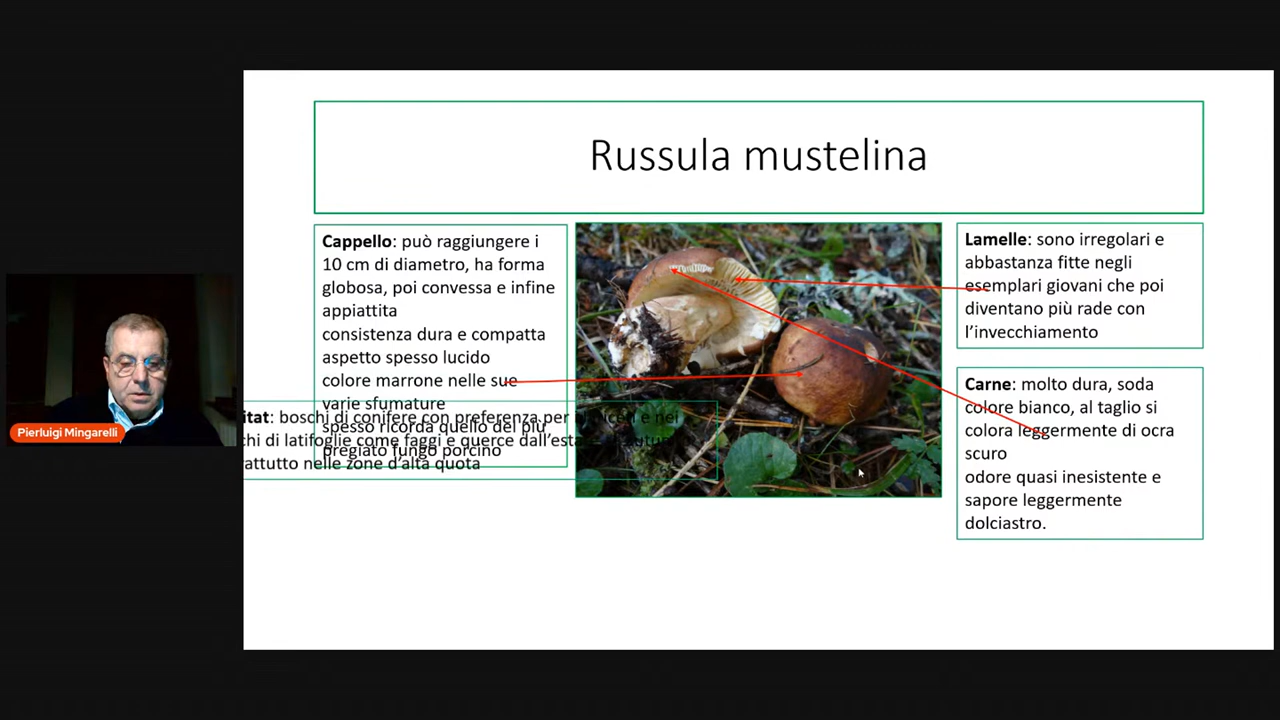 Russula mustelina
Cappello: può raggiungere i
10 cm di diametro, ha forma
globosa, poi convessa e infine
appiattita
consistenza dura e compatta
aspetto spesso lucido
colore marrone nelle sue
varie sfumature
spesso ricorda quello del più
pregiato fungo porcino
itat: boschi di conifere con preferenza per e nei
chi di latifoglie come faggi e querce dall'estate
rattutto nelle zone d'alta quota
Lamelle: sono irregolari e
abbastanza fitte negli
esemplari giovani che poi
diventano più rade con
l'invecchiamento
Carne: molto dura, soda
colore bianco, al taglio si
colora leggermente di ocra
scuro
odore quasi inesistente e
sapore leggermente
dolciastro.
Pierluigi Mingarelli